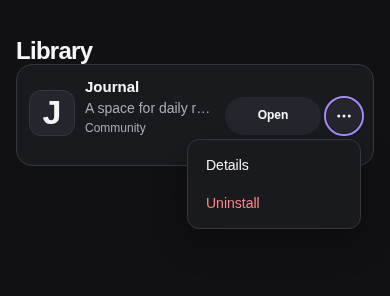 Library
J
Journal
A space for daily r…
Community
Open
Details
Uninstall